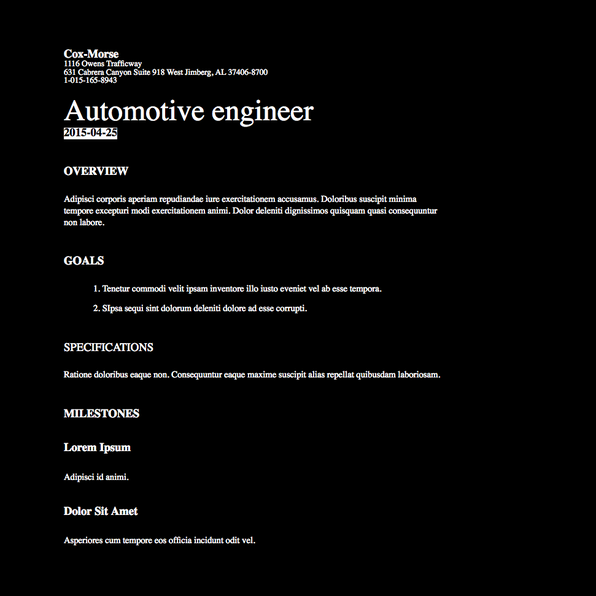 Cox-Morse
1116 Owens Trafficway
631 Cabrera Canyon Suite 918 West Jimberg, AL 37406-8700
1-015-165-8943
Automotive engineer
2015-04-25
OVERVIEW
Adipisci corporis aperiam repudiandae iure exercitationem accusamus. Doloribus suscipit minima
tempore excepturi modi exercitationem animi. Dolor deleniti dignissimos quisquam quasi consequuntur
non labore.
GOALS
1. Tenetur commodi velit ipsam inventore illo iusto eveniet vel ab esse tempora.
2. SIpsa sequi sint dolorum deleniti dolore ad esse corrupti.
SPECIFICATIONS
Ratione doloribus eaque non. Consequuntur eaque maxime suscipit alias repellat quibusdam laboriosam.
MILESTONES
Lorem Ipsum
Adipisci id animi.
Dolor Sit Amet
Asperiores cum tempore eos officia incidunt odit vel.